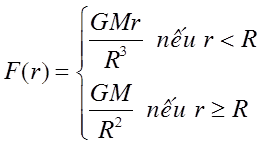 F(r) = { GMr / R³ nếu r < R
GM / R² nếu r ≥ R